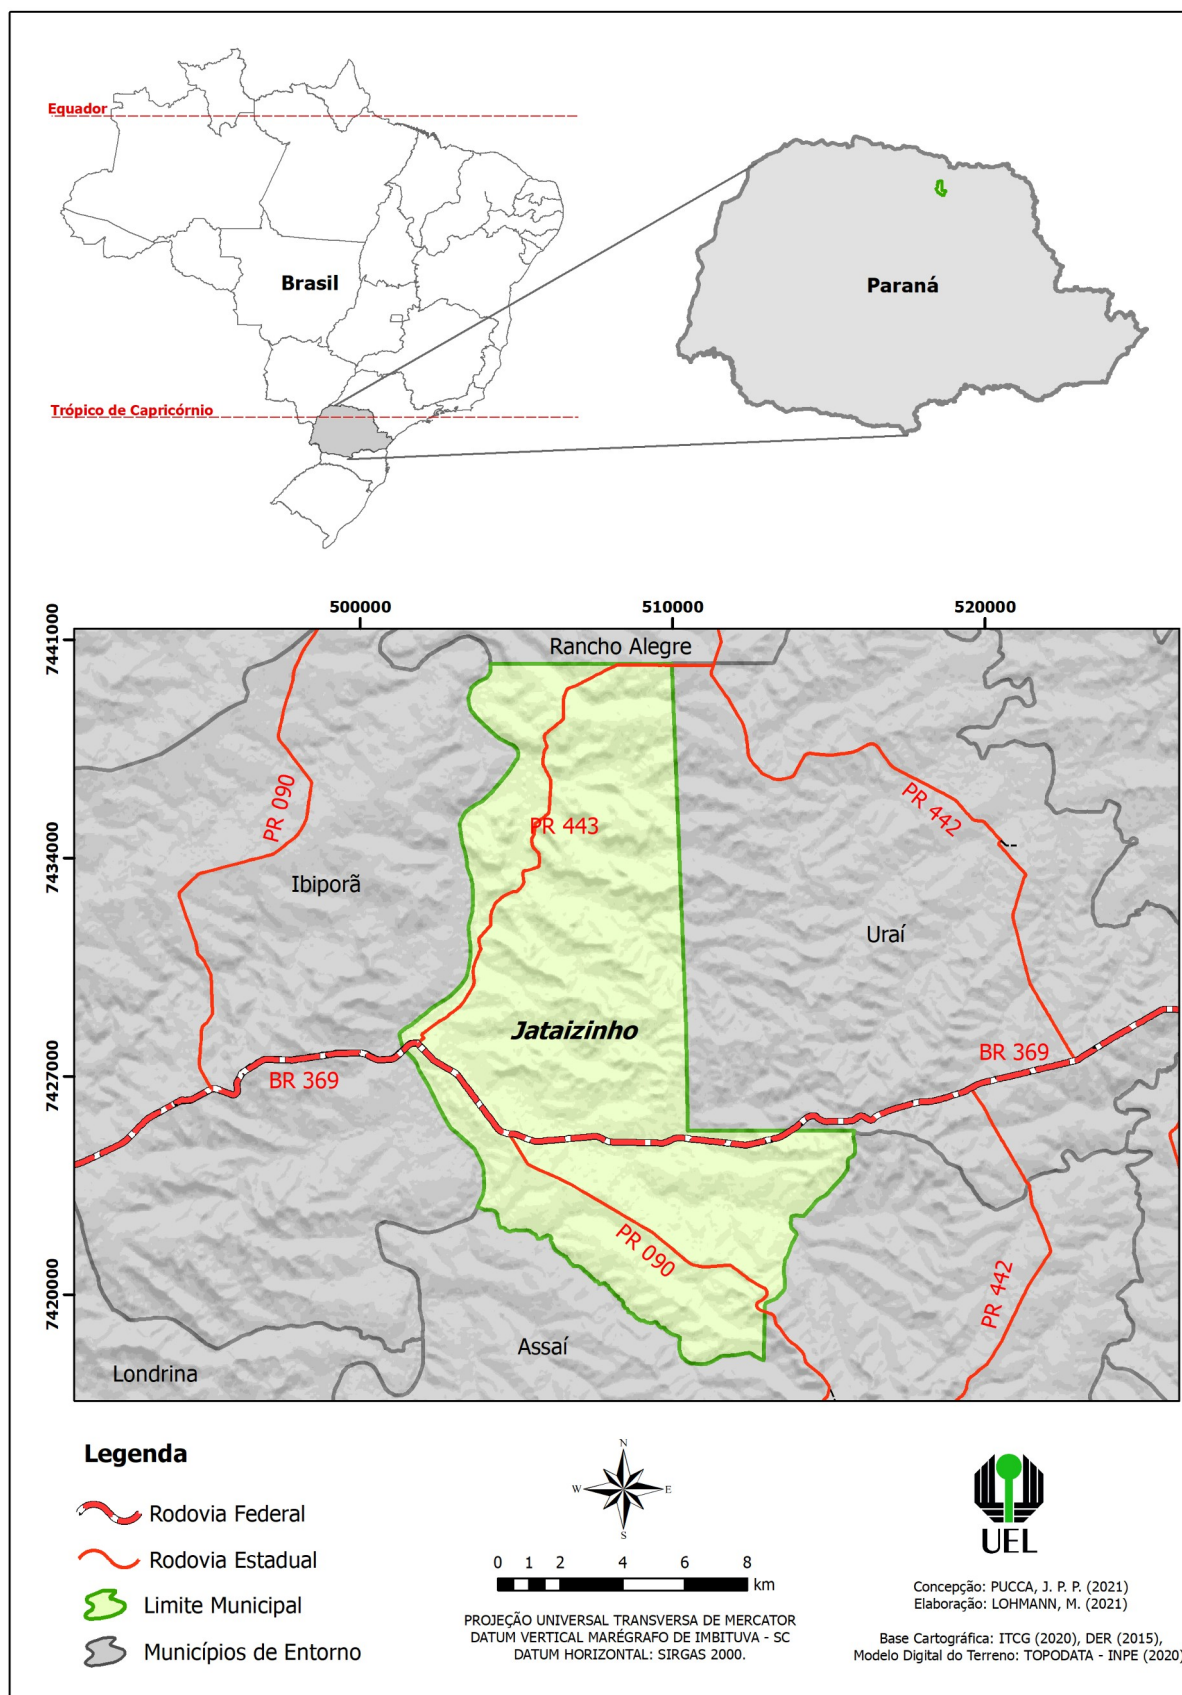 Equador
Brasil
Paraná
Trópico de Capricórnio
500000
510000
520000
7441000
7434000
7427000
7420000
Rancho Alegre
PR 090
PR 443
PR 442
Ibiporã
Uraí
Jataizinho
BR 369
BR 369
PR 090
PR 442
Assaí
Londrina
Legenda
Rodovia Federal
Rodovia Estadual
Limite Municipal
Municípios de Entorno
N
W
E
S
0 1 2 4 6 8
km
PROJEÇÃO UNIVERSAL TRANSVERSA DE MERCATOR
DATUM VERTICAL MARÉGRAFO DE IMBITUVA - SC
DATUM HORIZONTAL: SIRGAS 2000.
UEL
Concepção: PUCCA, J. P. P. (2021)
Elaboração: LOHMANN, M. (2021)
Base Cartográfica: ITCG (2020), DER (2015),
Modelo Digital do Terreno: TOPODATA - INPE (2020)